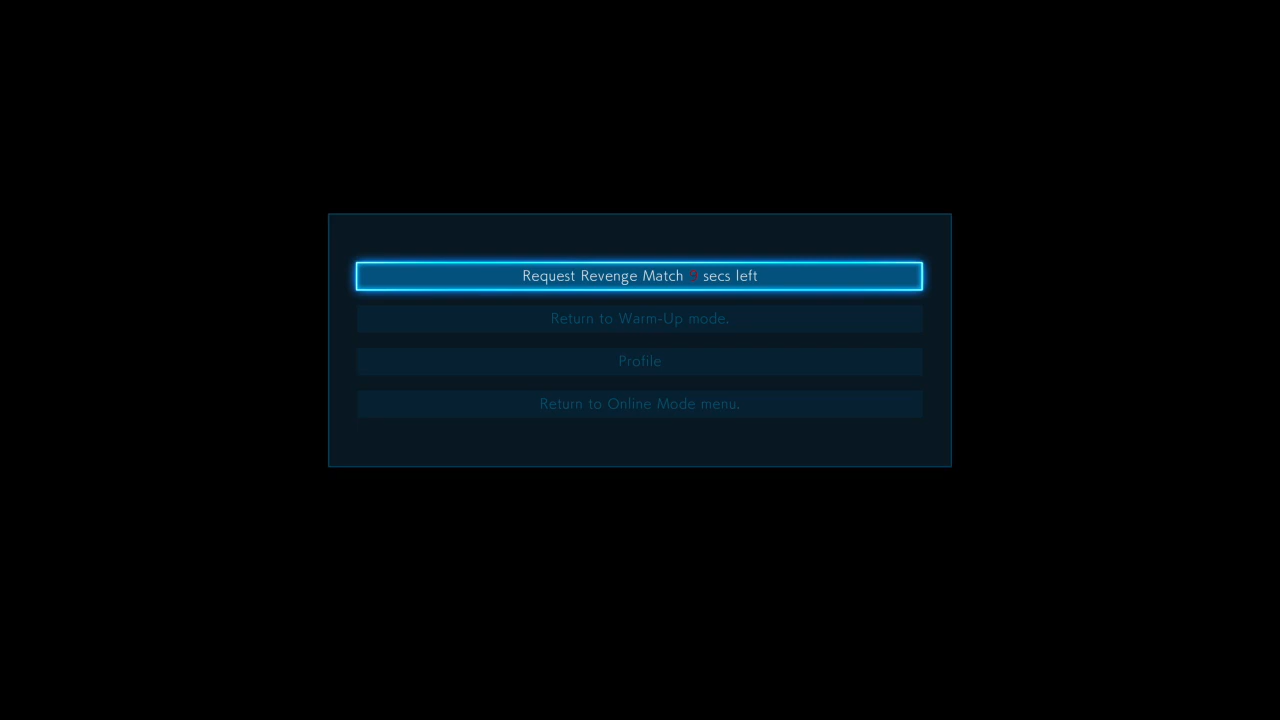 Request Revenge Match 9 secs left
Return to Warm-Up mode.
Profile
Return to Online Mode menu.